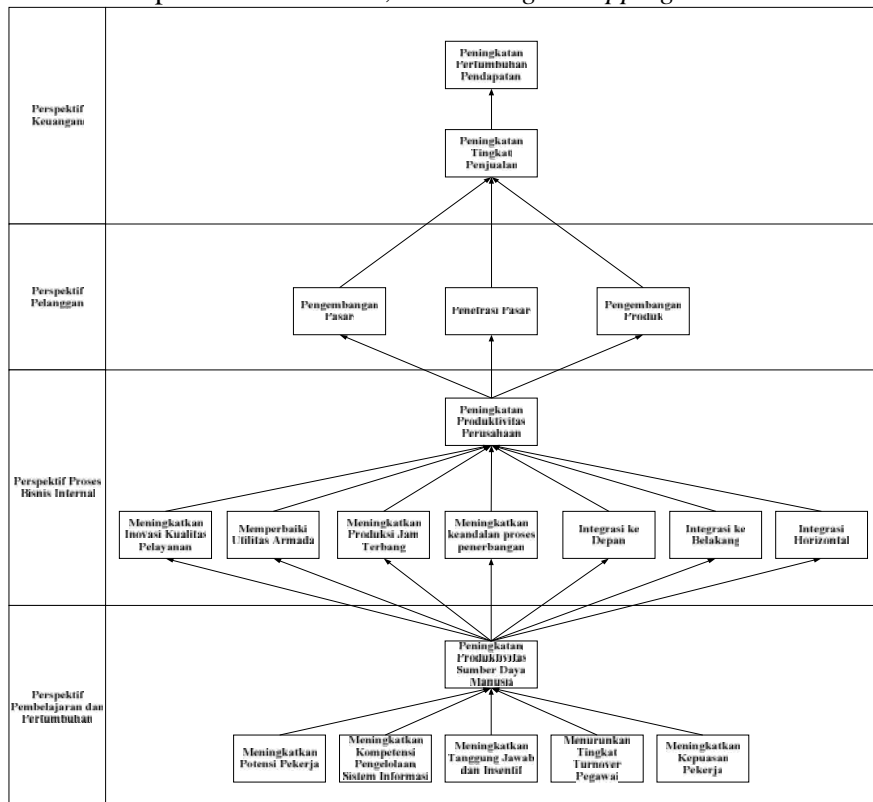 Peningkatan
Pertumbuhan
Pendapatan
Perspektif
Keuangan
Peningkatan
Tingkat
Penjualan
Perspektif
Pelanggan
Pengembangan
Pasar
Penetrasi Pasar
Pengembangan
Produk
Peningkatan
Produktivitas
Perusahaan
Perspektif Proses
Bisnis Internal
Meningkatkan
Inovasi Kualitas
Pelayanan
Memperbaiki
Utilitas Armada
Meningkatkan
Produksi Jam
Terbang
Meningkatkan
keandalan proses
penerbangan
Integrasi ke
Depan
Integrasi ke
Belakang
Integrasi
Horizontal
Peningkatan
Produktivitas
Sumber Daya
Manusia
Perspektif
Pembelajaran dan
Pertumbuhan
Meningkatkan
Potensi Pekerja
Meningkatkan
Kompetensi
Pengelolaan
Sistem Informasi
Meningkatkan
Tanggung Jawab
dan Insentif
Menurunkan
Tingkat
Turnover
Pegawai
Meningkatkan
Kepuasan
Pekerja